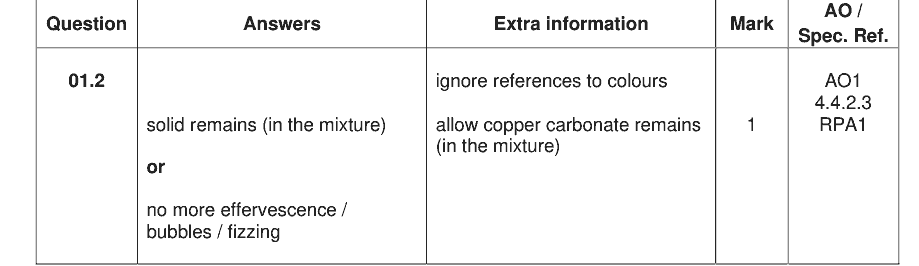 Question Answers Extra information Mark AO /
Spec. Ref.
01.2 ignore references to colours AO1
4.4.2.3
solid remains (in the mixture) allow copper carbonate remains 1 RPA1
(in the mixture)
or
no more effervescence /
bubbles / fizzing